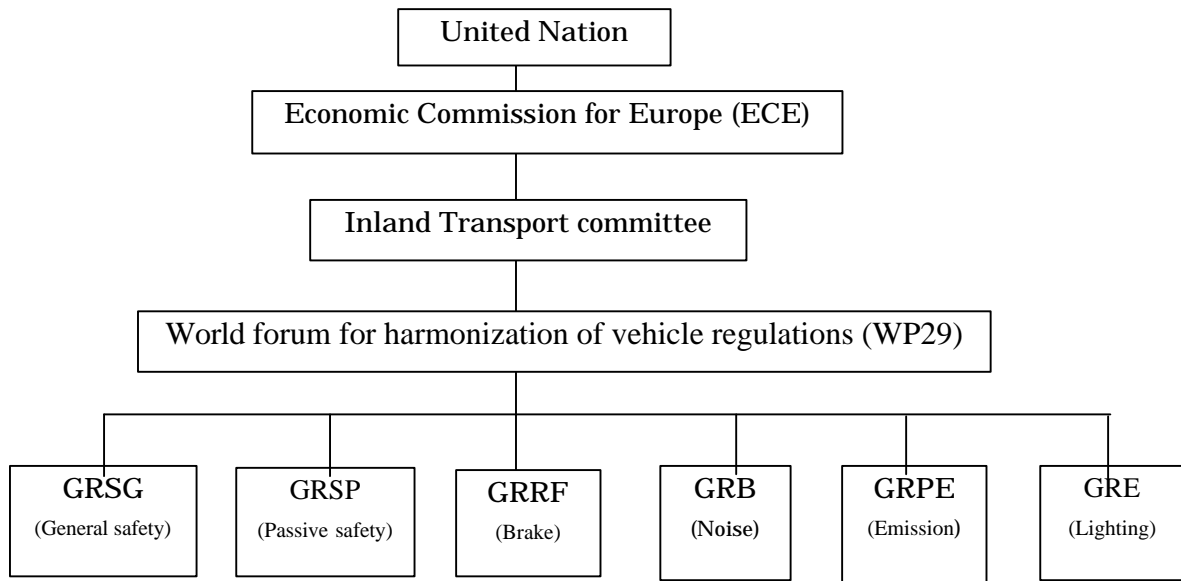 United Nation
Economic Commission for Europe (ECE)
Inland Transport committee
World forum for harmonization of vehicle regulations (WP29)
GRSG
(General safety)
GRSP
(Passive safety)
GRRF
(Brake)
GRB
(Noise)
GRPE
(Emission)
GRE
(Lighting)